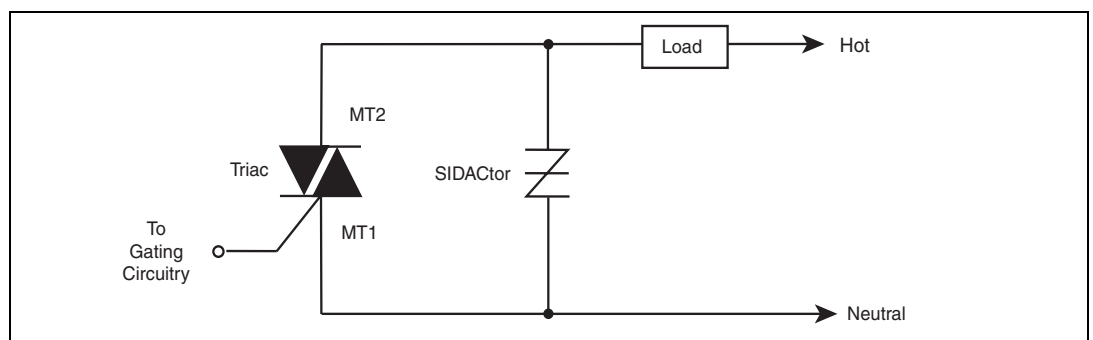 Load
Hot
MT2
Triac
SIDACtor
MT1
To
Gating
Circuitry
Neutral